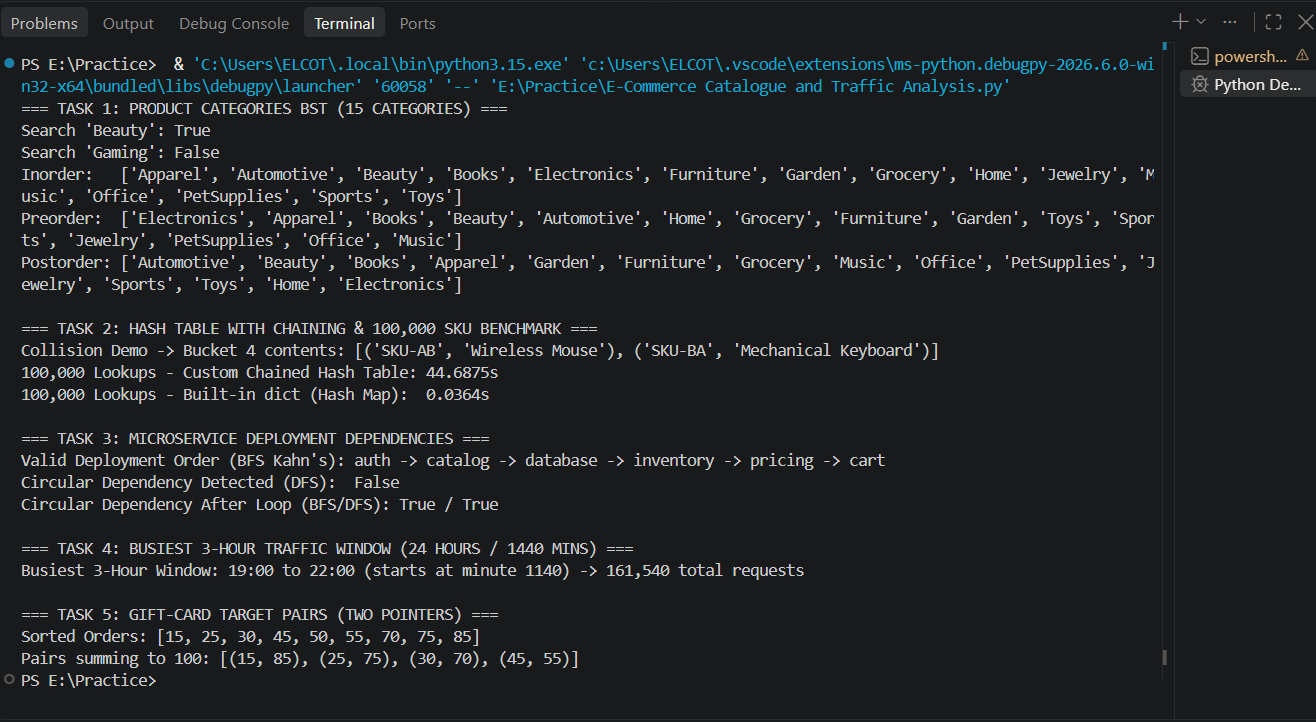 Problems Output Debug Console Terminal Ports
powersh...
Python De...
PS E:\Practice>  & 'C:\Users\ELCOT\.local\bin\python3.15.exe' 'c:\Users\ELCOT\.vscode\extensions\ms-python.debugpy-2026.6.0-wi
n32-x64\bundled\libs\debugpy\launcher' '60058' '--' 'E:\Practice\E-Commerce Catalogue and Traffic Analysis.py'
=== TASK 1: PRODUCT CATEGORIES BST (15 CATEGORIES) ===
Search 'Beauty': True
Search 'Gaming': False
Inorder:   ['Apparel', 'Automotive', 'Beauty', 'Books', 'Electronics', 'Furniture', 'Garden', 'Grocery', 'Home', 'Jewelry', 'M
usic', 'Office', 'PetSupplies', 'Sports', 'Toys']
Preorder:  ['Electronics', 'Apparel', 'Books', 'Beauty', 'Automotive', 'Home', 'Grocery', 'Furniture', 'Garden', 'Toys', 'Spor
ts', 'Jewelry', 'PetSupplies', 'Office', 'Music']
Postorder: ['Automotive', 'Beauty', 'Books', 'Apparel', 'Garden', 'Furniture', 'Grocery', 'Music', 'Office', 'PetSupplies', 'J
ewelry', 'Sports', 'Toys', 'Home', 'Electronics']
=== TASK 2: HASH TABLE WITH CHAINING & 100,000 SKU BENCHMARK ===
Collision Demo -> Bucket 4 contents: [('SKU-AB', 'Wireless Mouse'), ('SKU-BA', 'Mechanical Keyboard')]
100,000 Lookups - Custom Chained Hash Table: 44.6875s
100,000 Lookups - Built-in dict (Hash Map):  0.0364s
=== TASK 3: MICROSERVICE DEPLOYMENT DEPENDENCIES ===
Valid Deployment Order (BFS Kahn's): auth -> catalog -> database -> inventory -> pricing -> cart
Circular Dependency Detected (DFS):  False
Circular Dependency After Loop (BFS/DFS): True / True
=== TASK 4: BUSIEST 3-HOUR TRAFFIC WINDOW (24 HOURS / 1440 MINS) ===
Busiest 3-Hour Window: 19:00 to 22:00 (starts at minute 1140) -> 161,540 total requests
=== TASK 5: GIFT-CARD TARGET PAIRS (TWO POINTERS) ===
Sorted Orders: [15, 25, 30, 45, 50, 55, 70, 75, 85]
Pairs summing to 100: [(15, 85), (25, 75), (30, 70), (45, 55)]
PS E:\Practice>